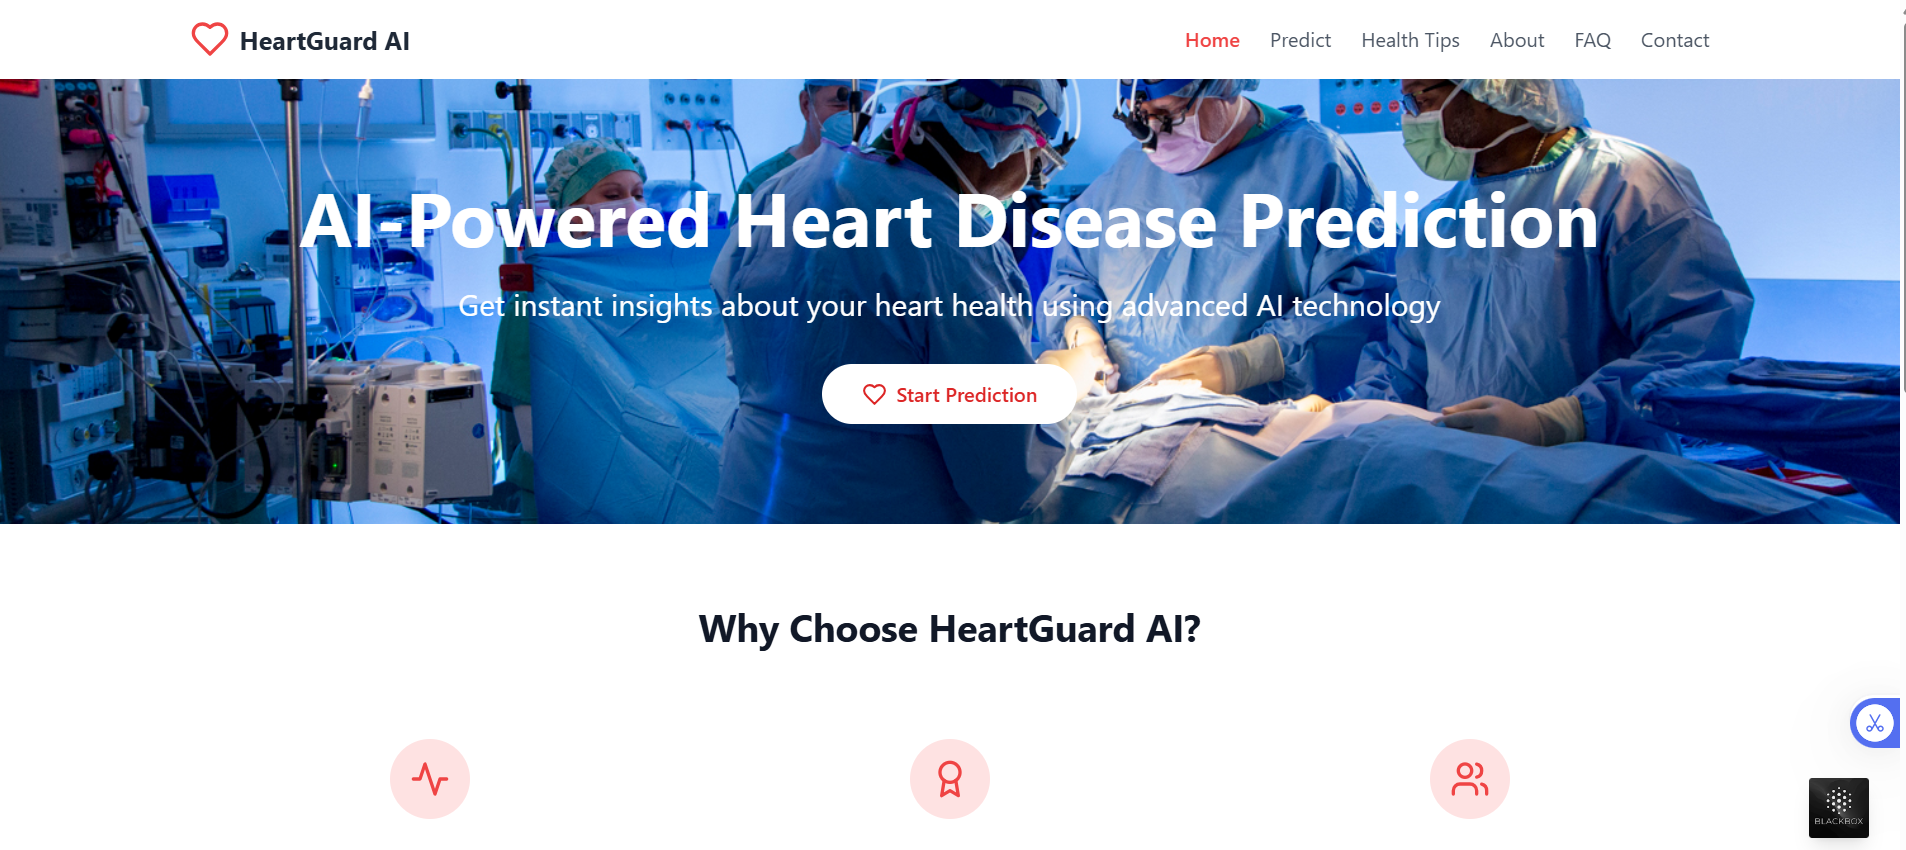 HeartGuard AI
Home Predict Health Tips About FAQ Contact
AI-Powered Heart Disease Prediction
Get instant insights about your heart health using advanced AI technology
Start Prediction
Why Choose HeartGuard AI?
BLACKBOX